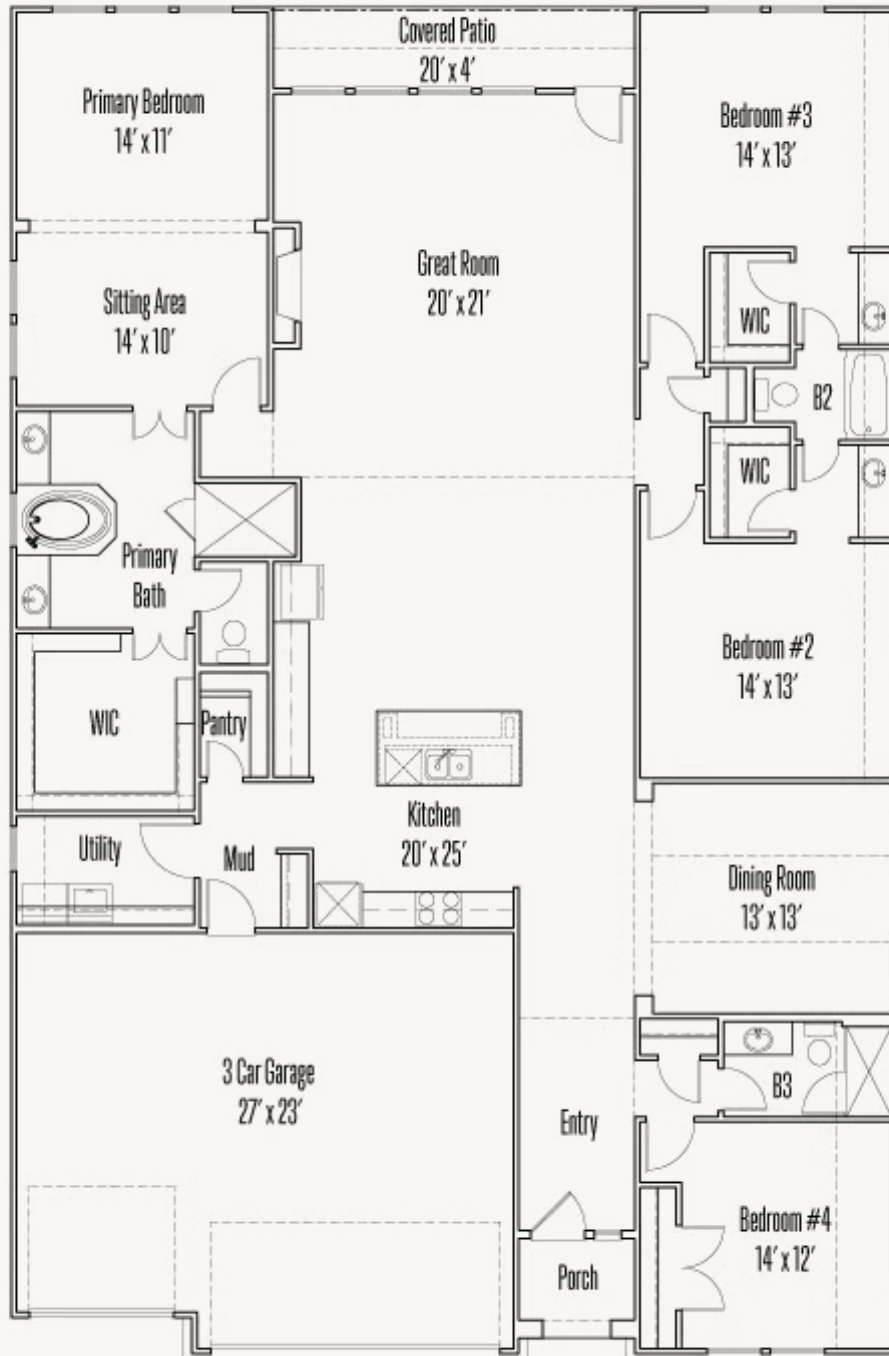 Covered Patio
20' x 4'
Primary Bedroom
14' x 11'
Bedroom #3
14' x 13'
Great Room
20' x 21'
Sitting Area
14' x 10'
WIC
B2
WIC
Primary
Bath
Bedroom #2
14' x 13'
WIC
Pantry
Kitchen
20' x 25'
Utility
Mud
Dining Room
13' x 13'
3 Car Garage
27' x 23'
B3
Entry
Bedroom #4
14' x 12'
Porch